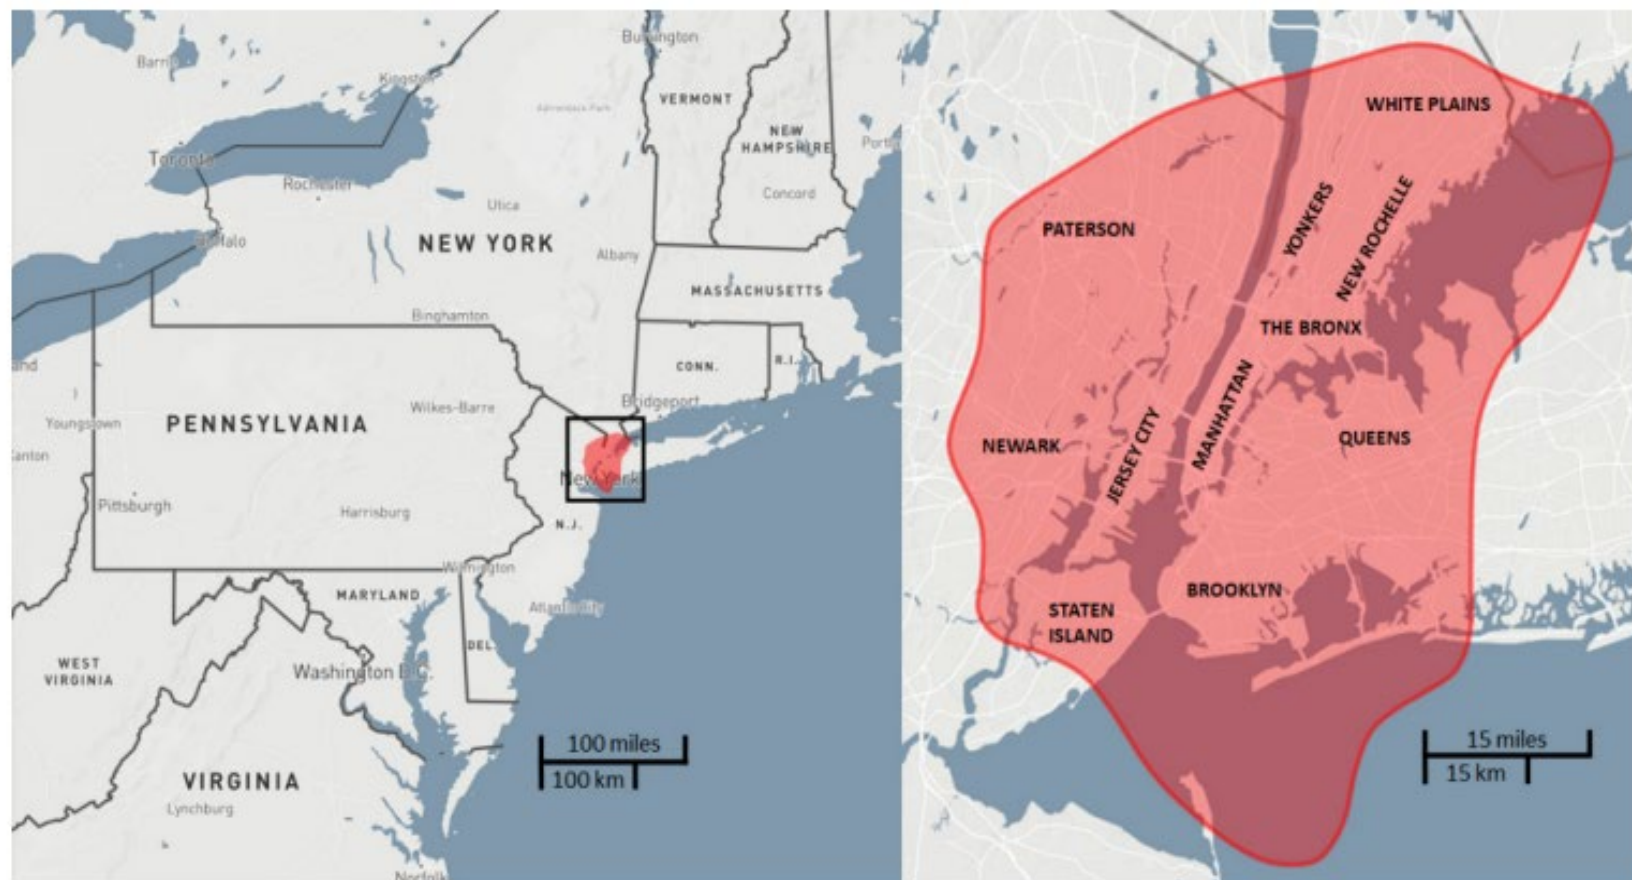 Barrie
Kingston
Burlington
Adirondack Park
VERMONT
NEW
HAMPSHIRE
Toronto
Rochester
Concord
Utica
Buffalo
NEW YORK
Albany
MASSACHUSETTS
Binghamton
CONN.
R.I.
Bridgeport
Wilkes-Barre
Youngstown
PENNSYLVANIA
New York
Pittsburgh
Harrisburg
N.J.
Wilmington
MARYLAND
Atlantic City
DEL.
WEST
VIRGINIA
Washington D.C.
VIRGINIA
Lynchburg
Norfolk
100 miles
100 km
WHITE PLAINS
PATERSON
YONKERS
NEW ROCHELLE
THE BRONX
MANHATTAN
NEWARK
JERSEY CITY
QUEENS
BROOKLYN
STATEN
ISLAND
15 miles
15 km